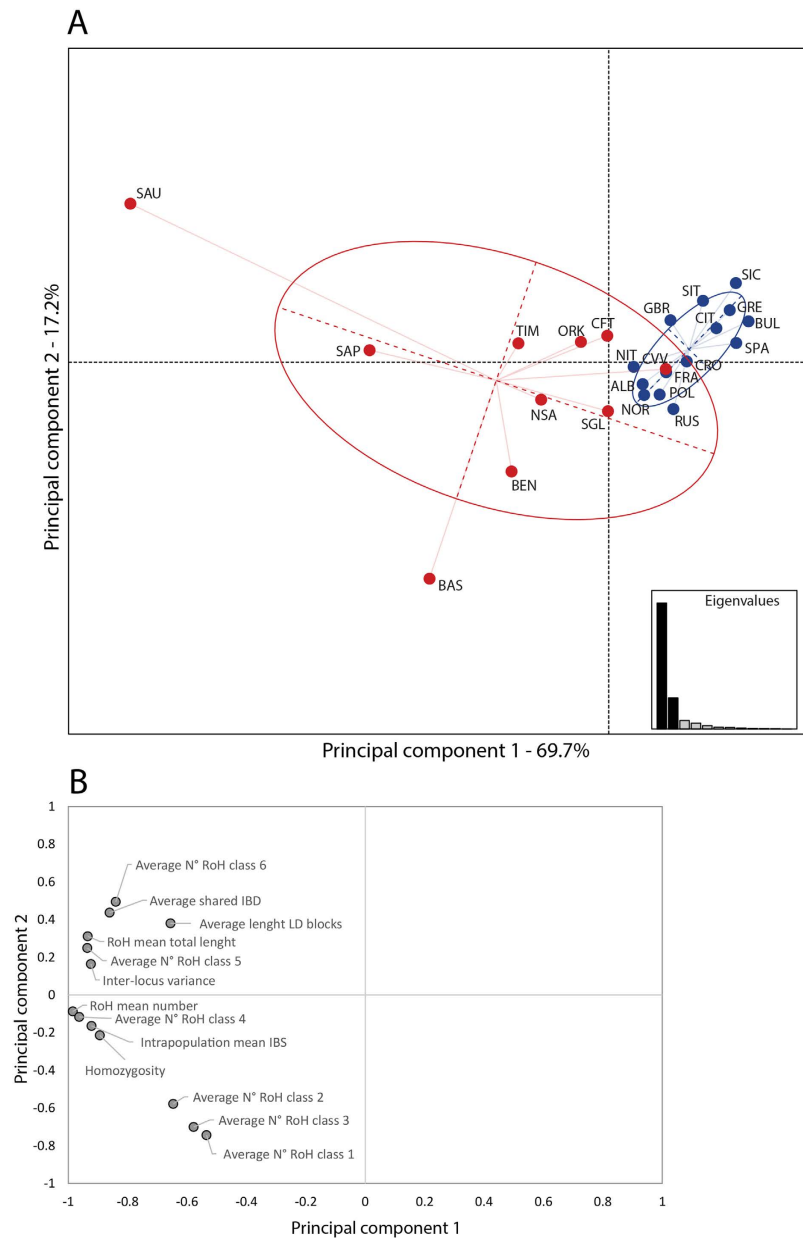 A
SAU
SIC
SIT
GRE
GBR
CIT
BUL
CFT
ORK
TIM
SPA
SAP
NIT
CVV
CRO
FRA
ALB
POL
NSA
NOR
SGL
RUS
BEN
BAS
Principal component 2 - 17.2%
Eigenvalues
Principal component 1 - 69.7%
B
1
0.8
0.6
0.4
0.2
0
-0.2
-0.4
-0.6
-0.8
-1
Average N° RoH class 6
Average shared IBD
Average lenght LD blocks
RoH mean total lenght
Average N° RoH class 5
Inter-locus variance
RoH mean number
Average N° RoH class 4
Intrapopulation mean IBS
Homozygosity
Average N° RoH class 2
Average N° RoH class 3
Average N° RoH class 1
Principal component 2
-1 -0.8 -0.6 -0.4 -0.2 0 0.2 0.4 0.6 0.8 1
Principal component 1